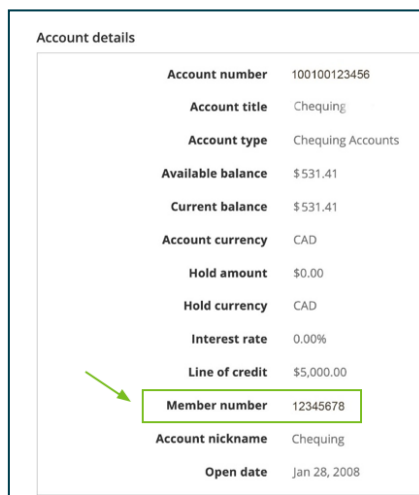 Account details
Account number 100100123456
Account title Chequing
Account type Chequing Accounts
Available balance $531.41
Current balance $531.41
Account currency CAD
Hold amount $0.00
Hold currency CAD
Interest rate 0.00%
Line of credit $5,000.00
Member number 12345678
Account nickname Chequing
Open date Jan 28, 2008